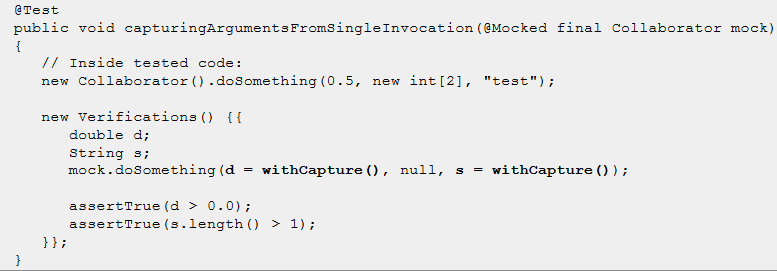 @Test
public void capturingArgumentsFromSingleInvocation(@Mocked final Collaborator mock)
{
   // Inside tested code:
   new Collaborator().doSomething(0.5, new int[2], "test");

   new Verifications() {{
      double d;
      String s;
      mock.doSomething(d = withCapture(), null, s = withCapture());

      assertTrue(d > 0.0);
      assertTrue(s.length() > 1);
   }};
}